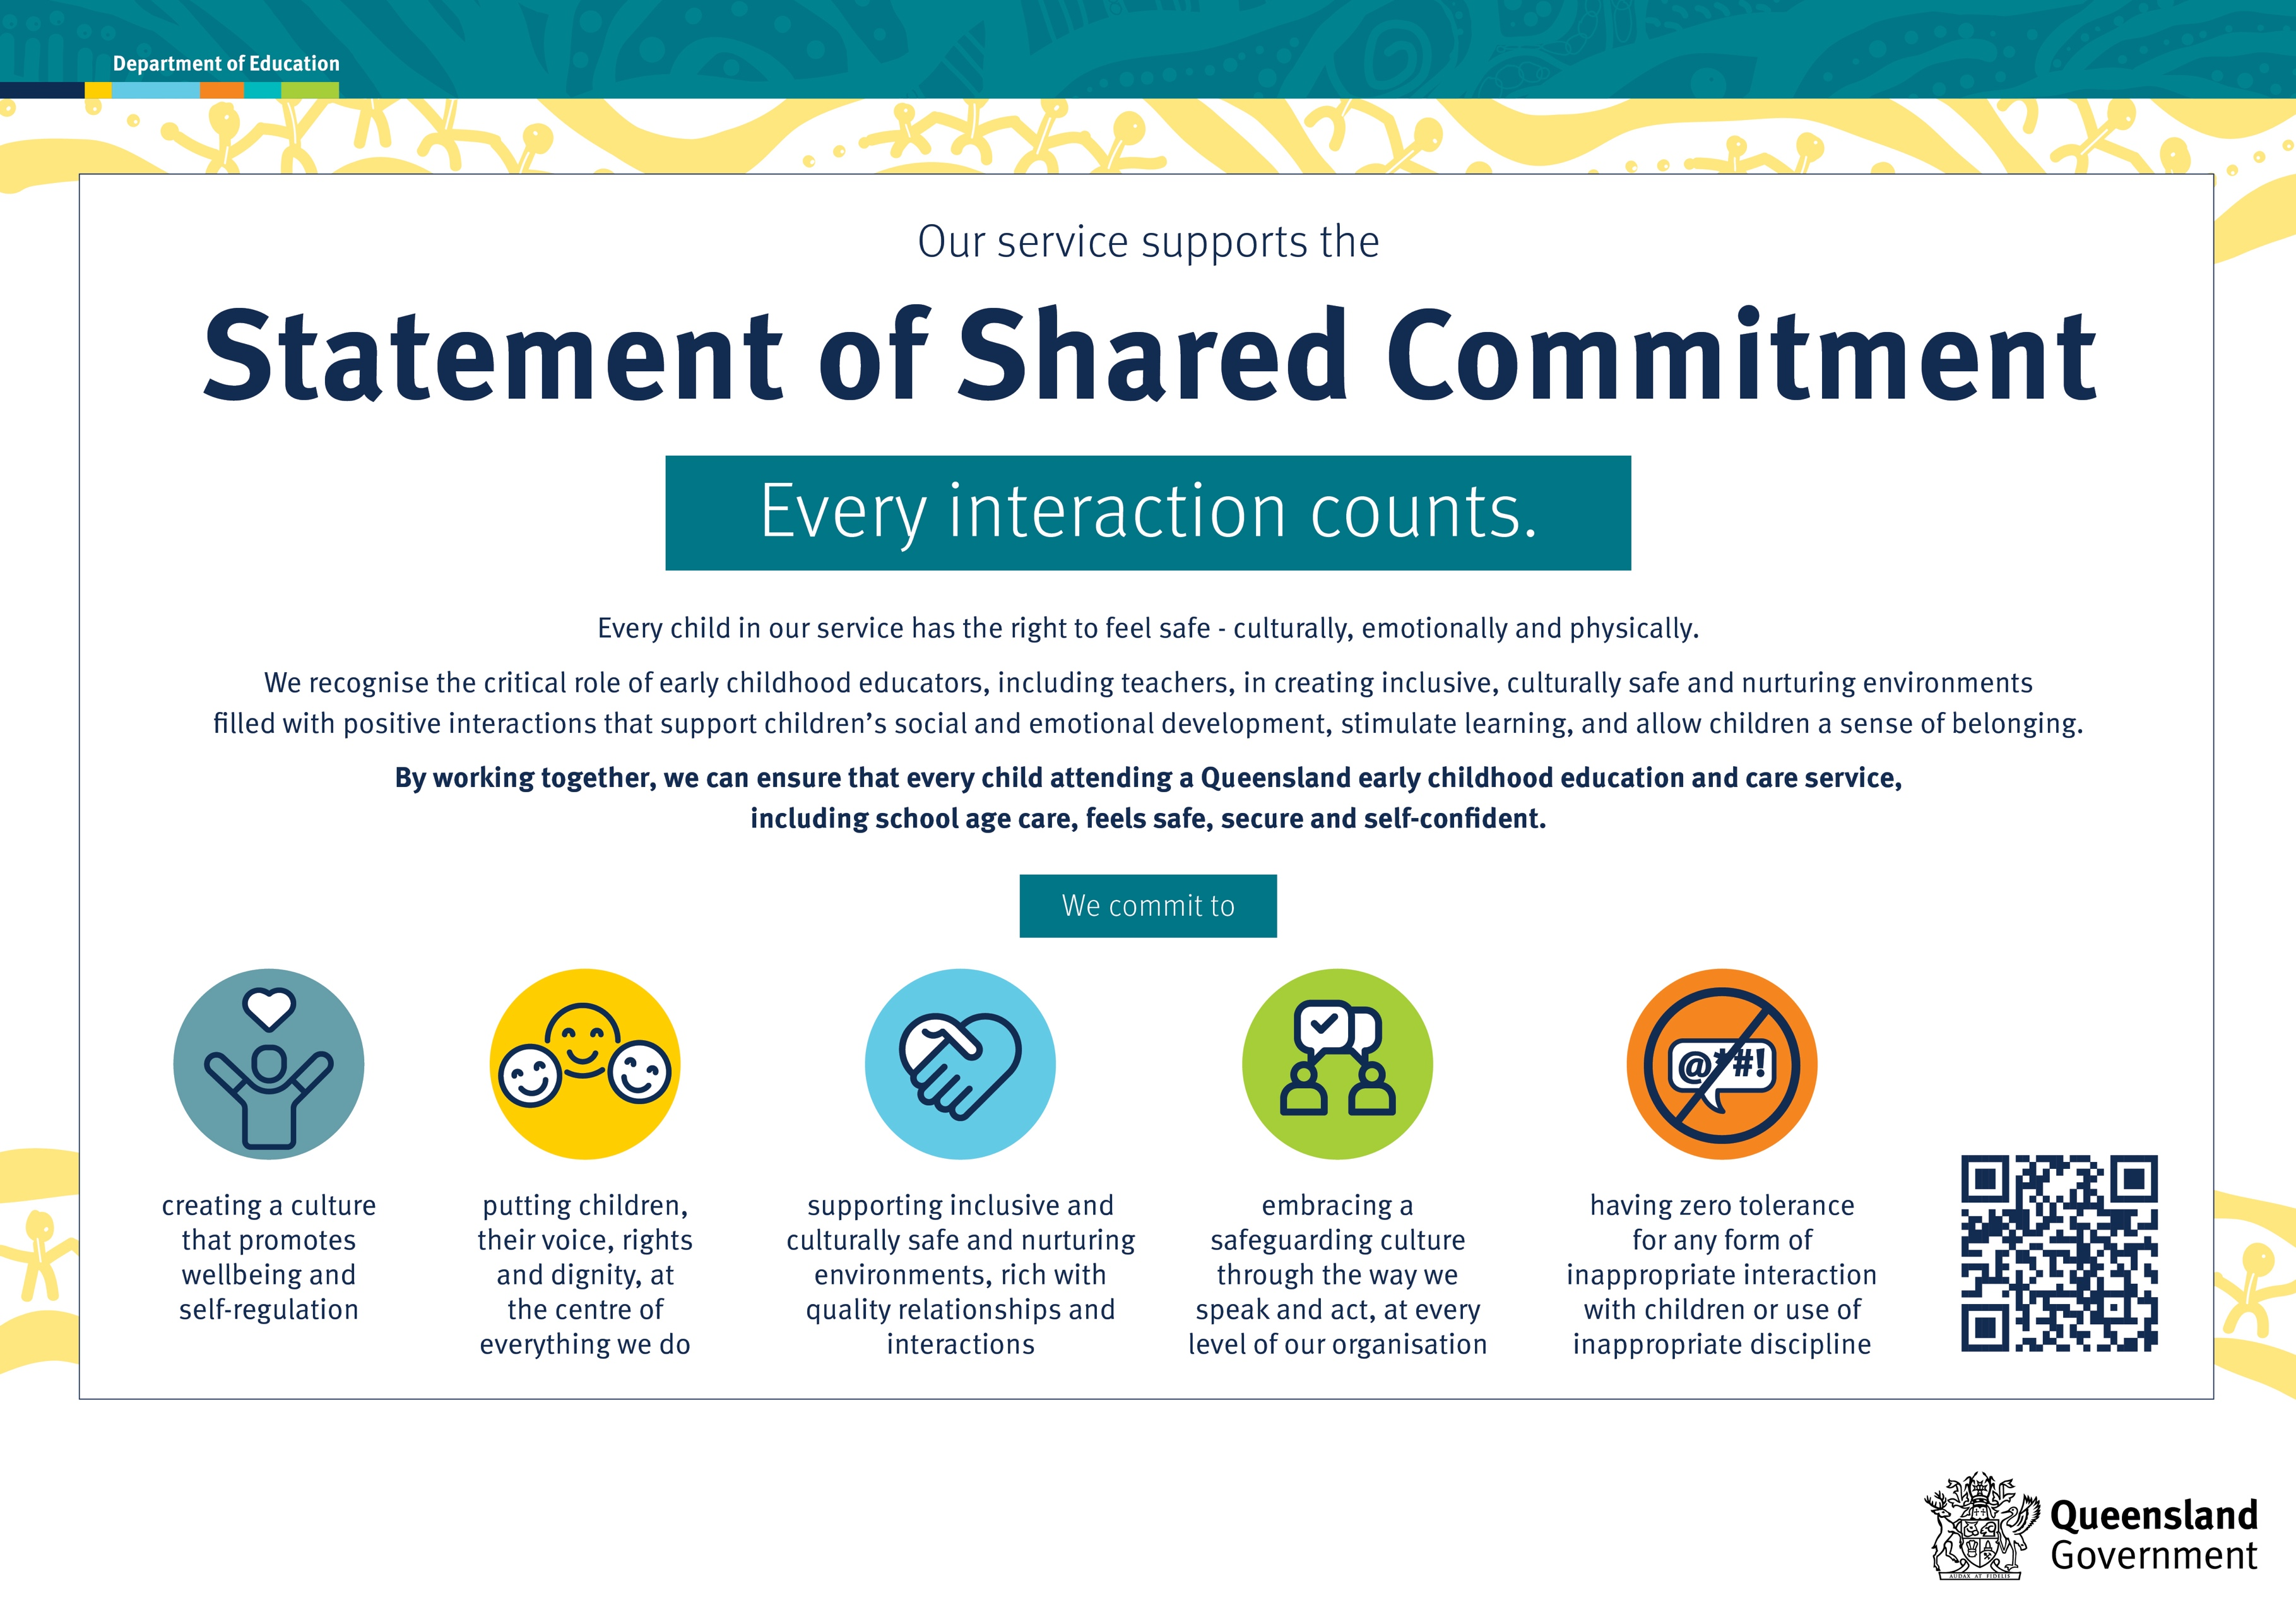 Department of Education
Our service supports the
Statement of Shared Commitment
Every interaction counts.
Every child in our service has the right to feel safe - culturally, emotionally and physically.
We recognise the critical role of early childhood educators, including teachers, in creating inclusive, culturally safe and nurturing environments
filled with positive interactions that support children's social and emotional development, stimulate learning, and allow children a sense of belonging.
By working together, we can ensure that every child attending a Queensland early childhood education and care service,
including school age care, feels safe, secure and self-confident.
We commit to
creating a culture
that promotes
wellbeing and
self-regulation
putting children,
their voice, rights
and dignity, at
the centre of
everything we do
supporting inclusive and
culturally safe and nurturing
environments, rich with
quality relationships and
interactions
embracing a
safeguarding culture
through the way we
speak and act, at every
level of our organisation
@*#!
having zero tolerance
for any form of
inappropriate interaction
with children or use of
inappropriate discipline
AUDAX AT FIDELIS
Queensland
Government